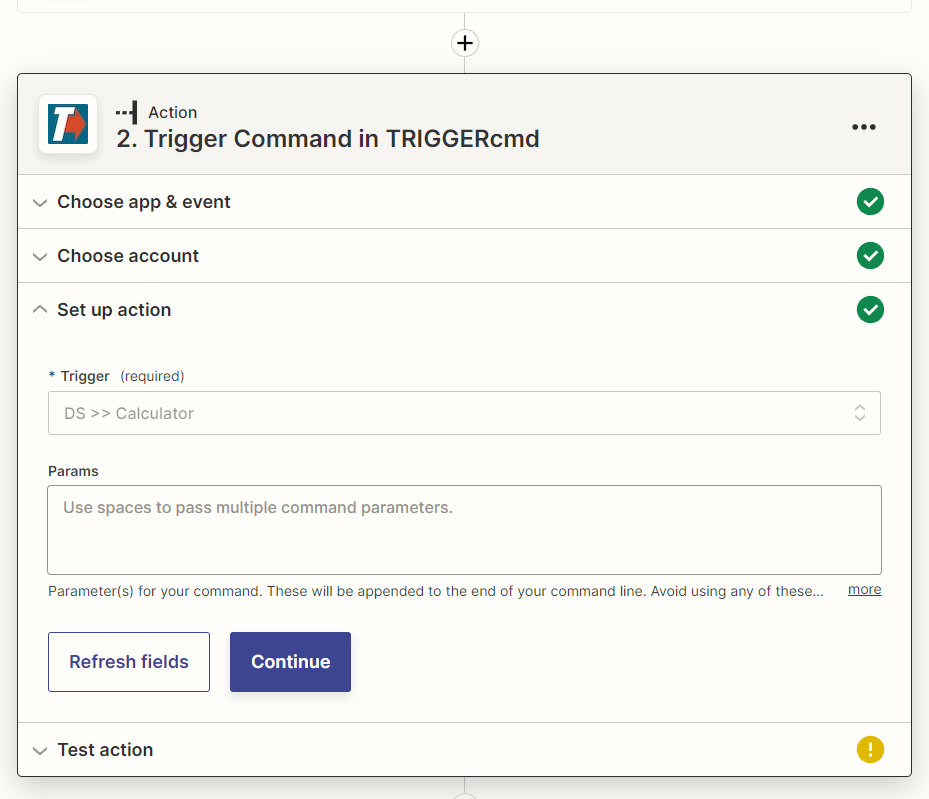 T
Action
2. Trigger Command in TRIGGERcmd
Choose app & event
Choose account
Set up action
* Trigger (required)
DS >> Calculator
Params
Use spaces to pass multiple command parameters.
Parameter(s) for your command. These will be appended to the end of your command line. Avoid using any of these... more
Refresh fields
Continue
Test action